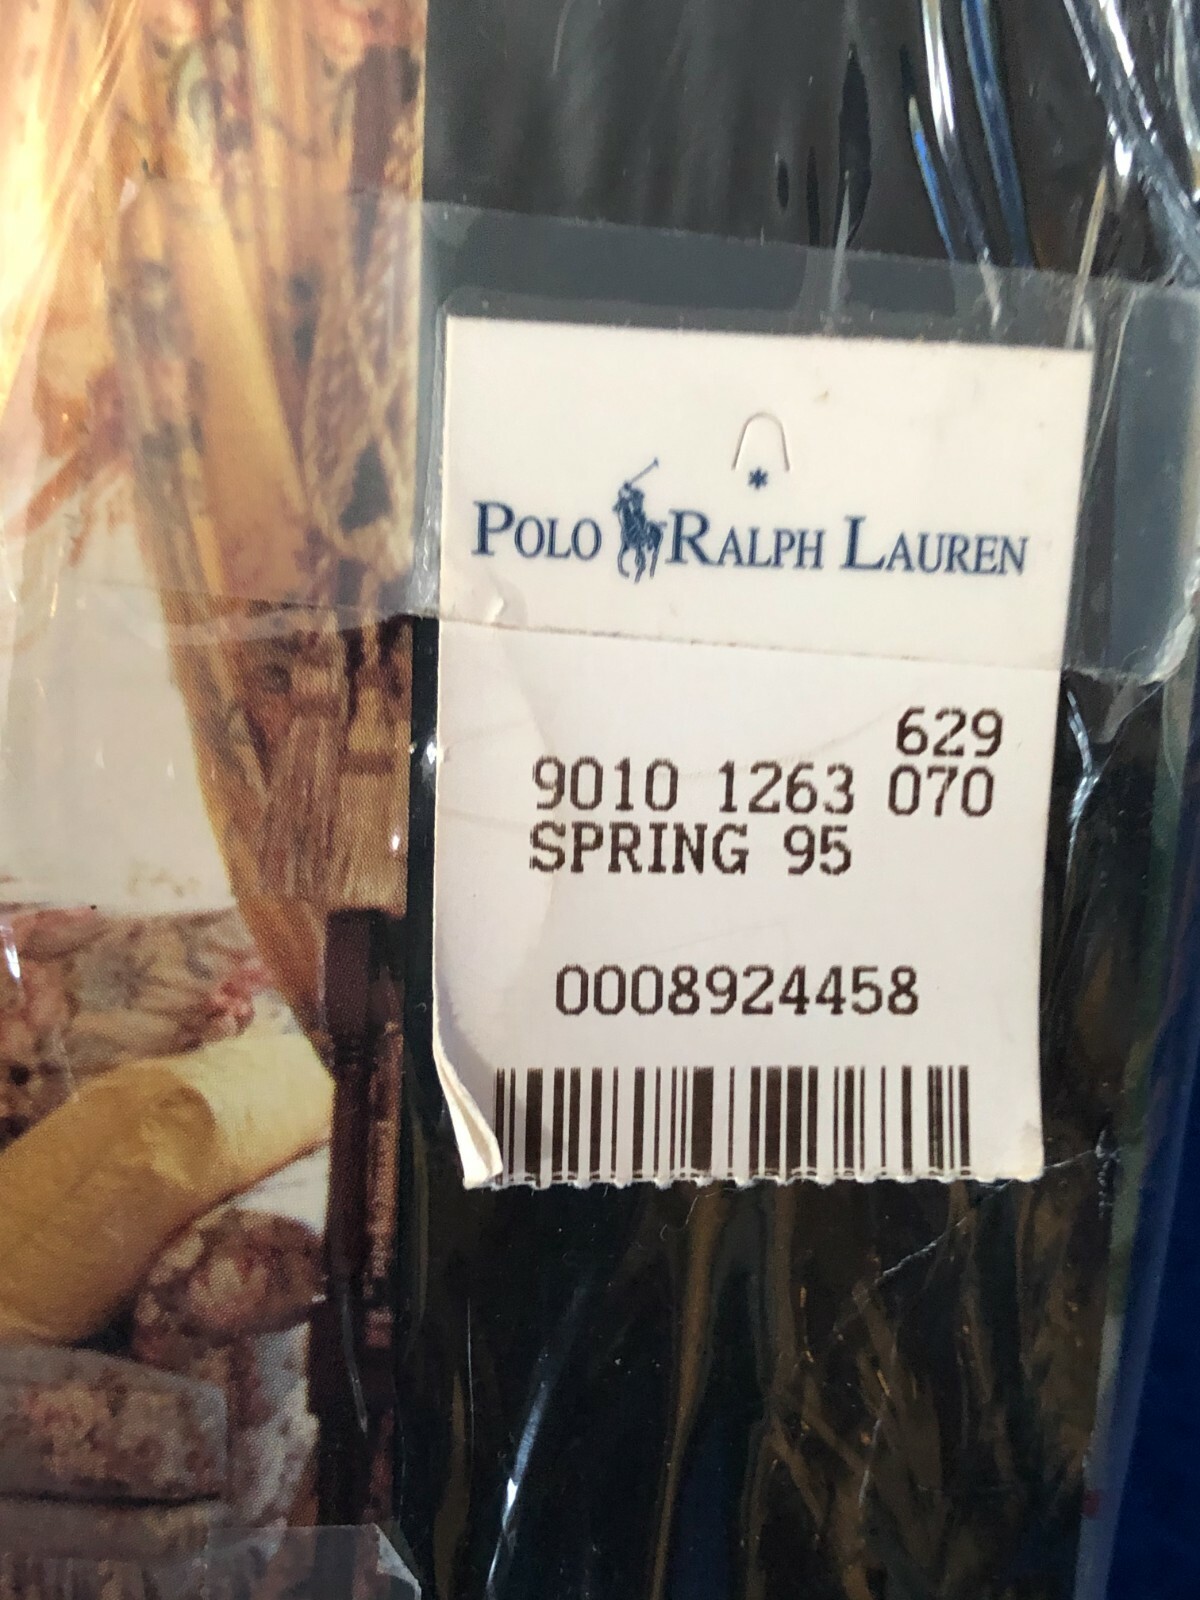 *
POLO RALPH LAUREN
629
9010 1263 070
SPRING 95
0008924458